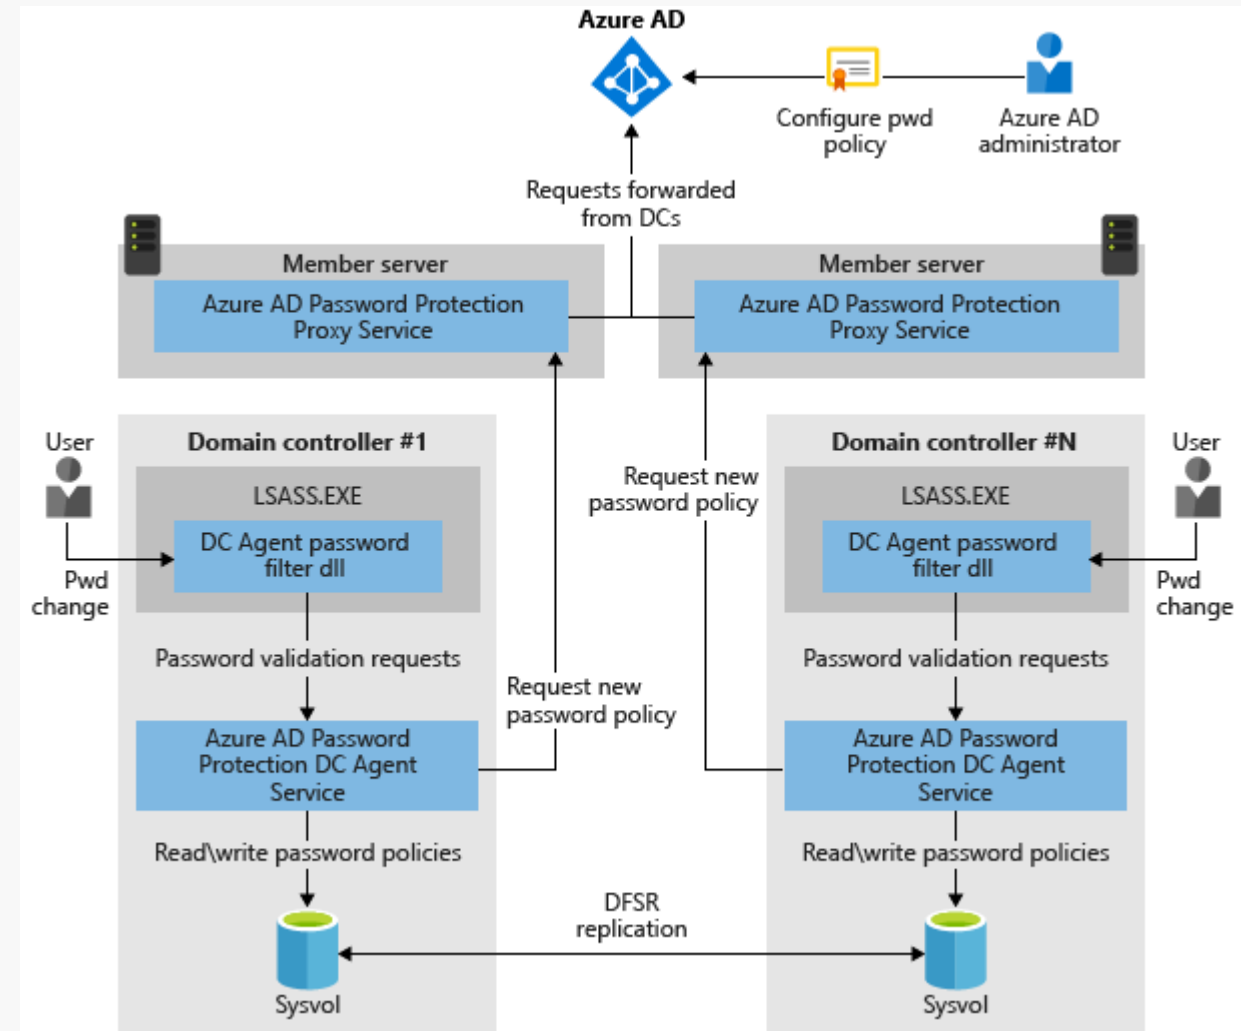 Azure AD
Configure pwd
policy
Azure AD
administrator
Requests forwarded
from DCs
Member server
Azure AD Password Protection
Proxy Service
Member server
Azure AD Password Protection
Proxy Service
User
Pwd
change
Domain controller #1
LSASS.EXE
DC Agent password
filter dll
Password validation requests
Azure AD Password
Protection DC Agent
Service
Read\write password policies
Sysvol
Request new
password policy
Request new
password policy
DFSR
replication
Domain controller #N
LSASS.EXE
DC Agent password
filter dll
Password validation requests
Azure AD Password
Protection DC Agent
Service
Read\write password policies
Sysvol
User
Pwd
change